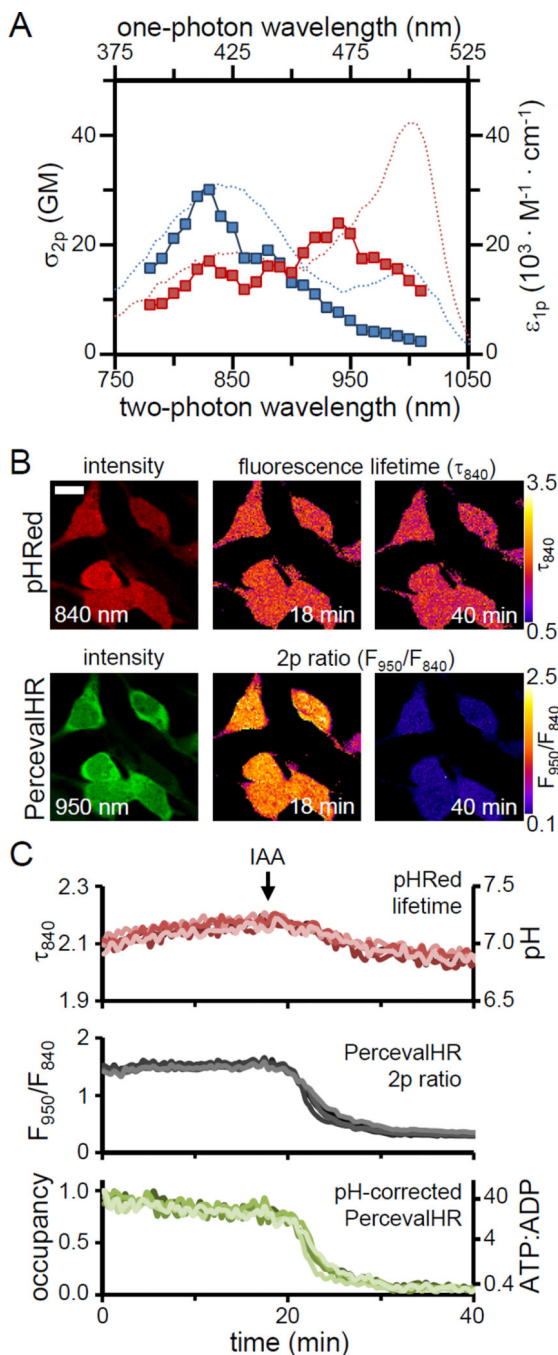 A
one-photon wavelength (nm)
375 425 475 525
40
20
0
σ2p (GM)
40
20
0
ε1p (10³ · M⁻¹ · cm⁻¹)
750 850 950 1050
two-photon wavelength (nm)
B
intensity fluorescence lifetime (τ840)
pHRed
840 nm
18 min
40 min
3.5
τ840
0.5
intensity 2p ratio (F950/F840)
PercevalHR
950 nm
18 min
40 min
2.5
F950/F840
0.1
C
IAA
2.3
2.1
1.9
τ840
pHRed
lifetime
7.5
7.0
6.5
pH
2
1
0
F950/F840
PercevalHR
2p ratio
1.0
0.5
0.0
occupancy
pH-corrected
PercevalHR
40
4
0.4
ATP:ADP
0 20 40
time (min)